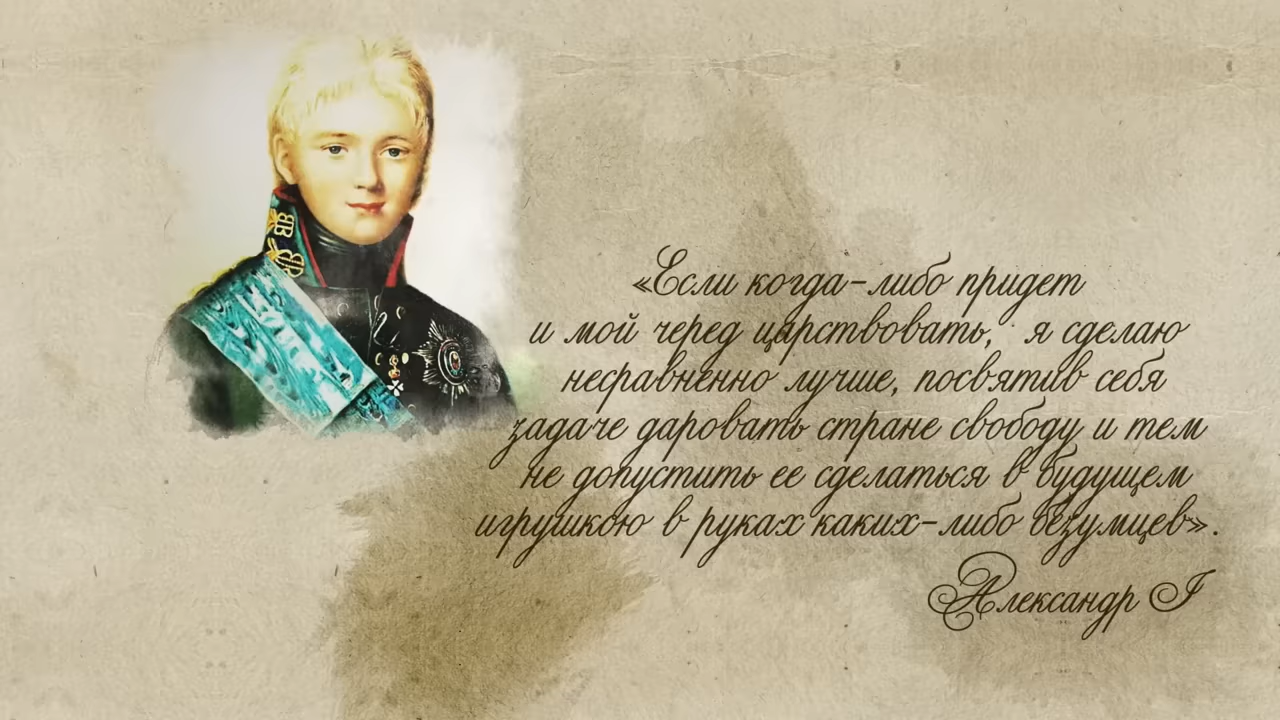 «Если когда-либо придет
и мой черед царствовать, я сделаю
несравненно лучше, посвятив себя
задаче даровать стране свободу и тем
не допустить ее сделаться в будущем
игрушкою в руках каких-либо безумцев».
Александр I